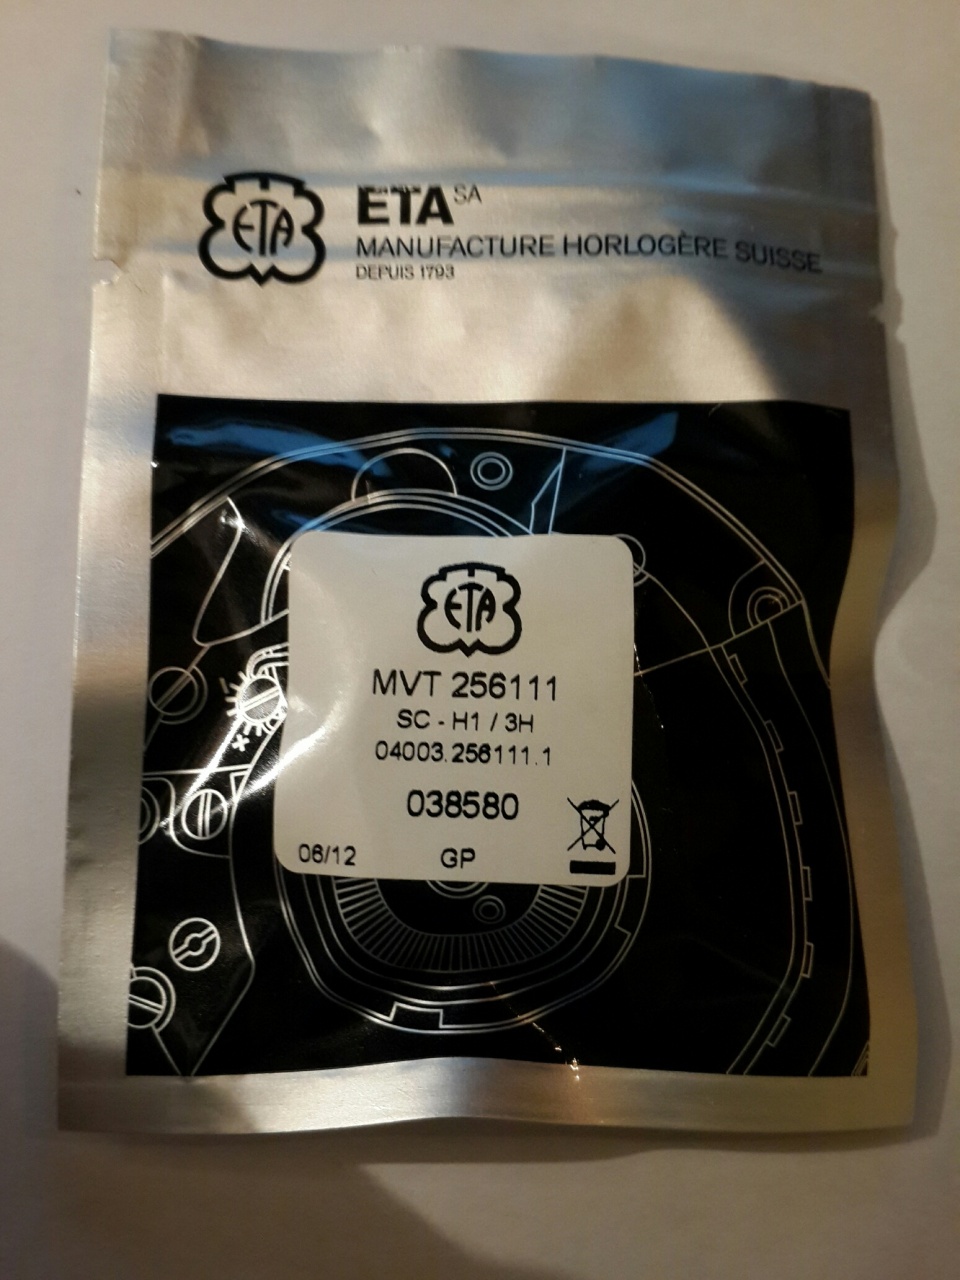 ETA
ETA SA
MANUFACTURE HORLOGÈRE SUISSE
DEPUIS 1793
ETA
MVT 256111
SC - H1 / 3H
04003.256111.1
038580
06/12 GP